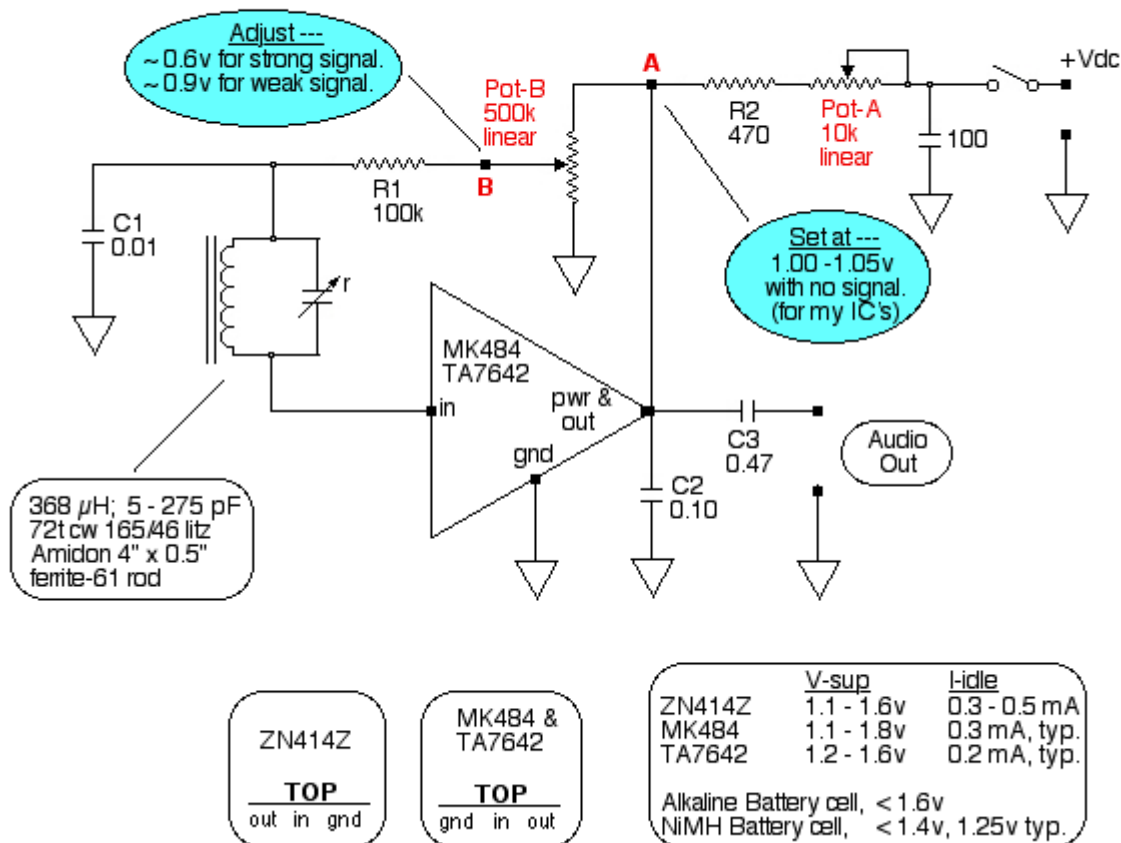 Adjust ---
~ 0.6v for strong signal.
~ 0.9v for weak signal.
Pot-B
500k
linear
A
R2
470
Pot-A
10k
linear
100
+Vdc
B
R1
100k
C1
0.01
r
Set at ---
1.00 -1.05v
with no signal.
(for my IC's)
MK484
TA7642
in
pwr &
out
gnd
C3
0.47
C2
0.10
Audio
Out
368 µH; 5 - 275 pF
72t cw 165/46 litz
Amidon 4" x 0.5"
ferrite-61 rod
ZN414Z
TOP
out in gnd
MK484 &
TA7642
TOP
gnd in out
V-sup I-idle
ZN414Z 1.1 - 1.6v 0.3 - 0.5 mA
MK484 1.1 - 1.8v 0.3 mA, typ.
TA7642 1.2 - 1.6v 0.2 mA, typ.
Alkaline Battery cell, < 1.6v
NiMH Battery cell, < 1.4v, 1.25v typ.